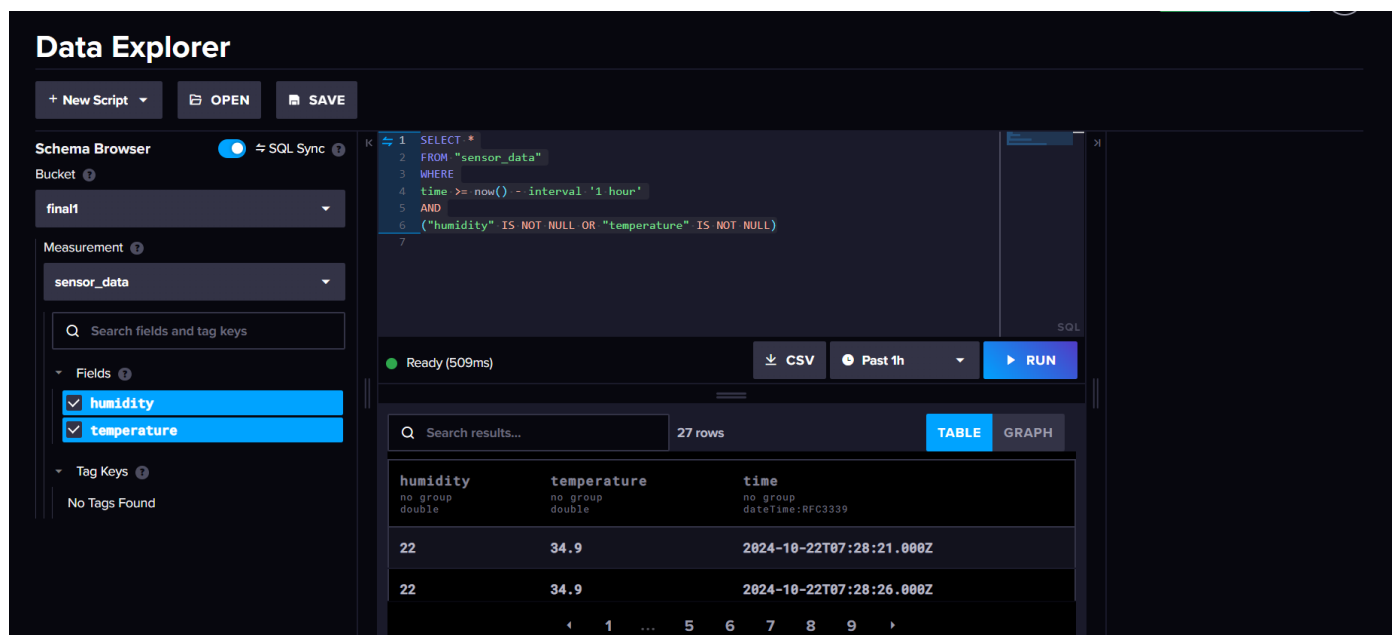 Data Explorer
+ New Script
OPEN
SAVE
Schema Browser
SQL Sync
Bucket
final1
Measurement
sensor_data
Search fields and tag keys
Fields
humidity
temperature
Tag Keys
No Tags Found
1 SELECT *
2 FROM "sensor_data"
3 WHERE
4 time >= now() - interval '1 hour'
5 AND
6 ("humidity" IS NOT NULL OR "temperature" IS NOT NULL)
7
SQL
Ready (509ms)
CSV
Past 1h
RUN
Search results...
27 rows
TABLE
GRAPH
humidity temperature time
no group no group no group
double double dateTime:RFC3339
22 34.9 2024-10-22T07:28:21.000Z
22 34.9 2024-10-22T07:28:26.000Z
1 ... 5 6 7 8 9